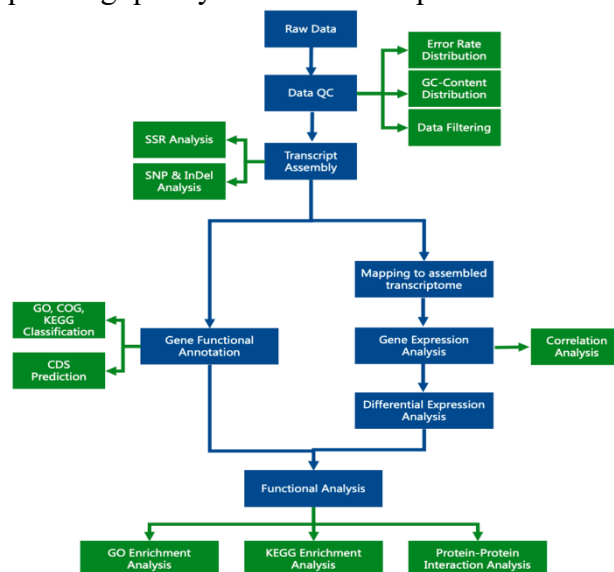 Raw Data
Error Rate
Distribution
Data QC
GC-Content
Distribution
Data Filtering
SSR Analysis
Transcript
Assembly
SNP & InDel
Analysis
Mapping to assembled
transcriptome
GO, COG,
KEGG
Classification
Gene Functional
Annotation
Gene Expression
Analysis
Correlation
Analysis
CDS
Prediction
Differential Expression
Analysis
Functional Analysis
GO Enrichment
Analysis
KEGG Enrichment
Analysis
Protein-Protein
Interaction Analysis